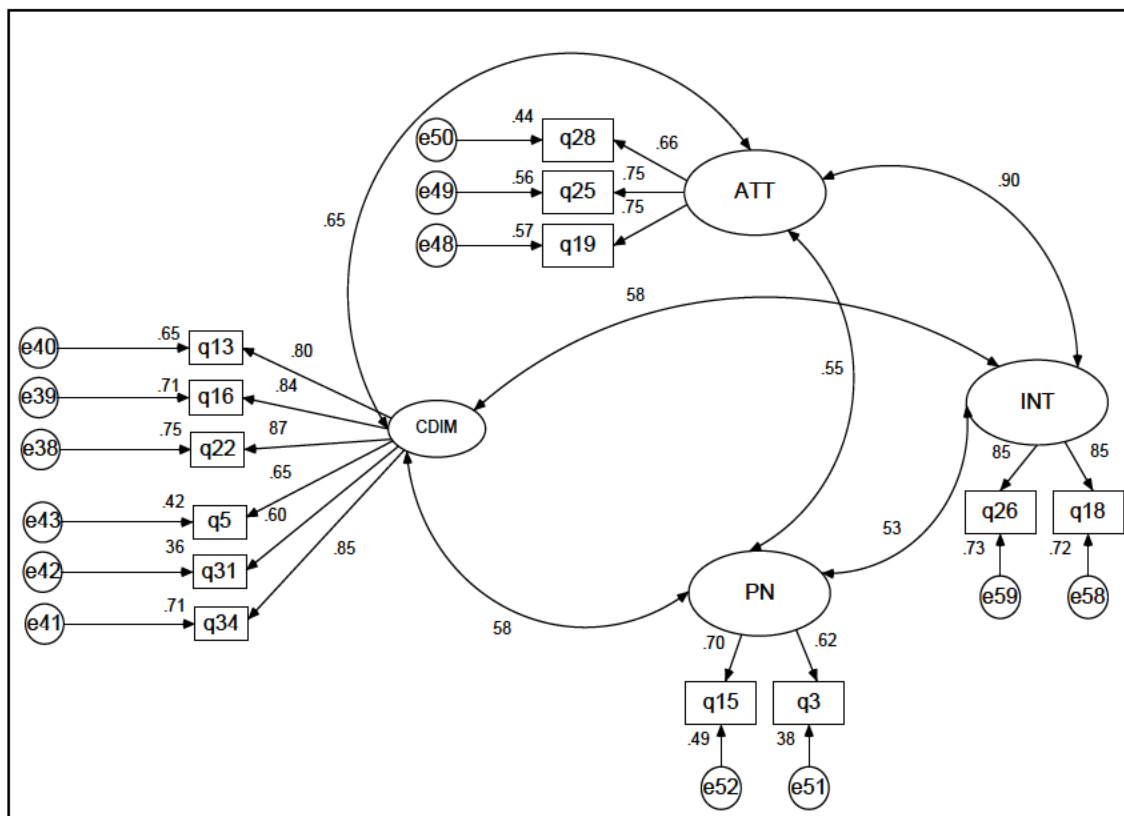 .44
e50
q28
.66
.56
.75
e49
q25
ATT
.90
.75
.57
e48
q19
.65
58
.65
e40
q13
.80
.55
.71
.84
e39
q16
INT
CDIM
.75
87
e38
q22
85
85
.65
.42
e43
q5
.60
q26
q18
53
36
.73
.72
e42
q31
.85
e59
e58
PN
.71
e41
q34
58
.70
.62
q15
q3
.49
38
e52
e51